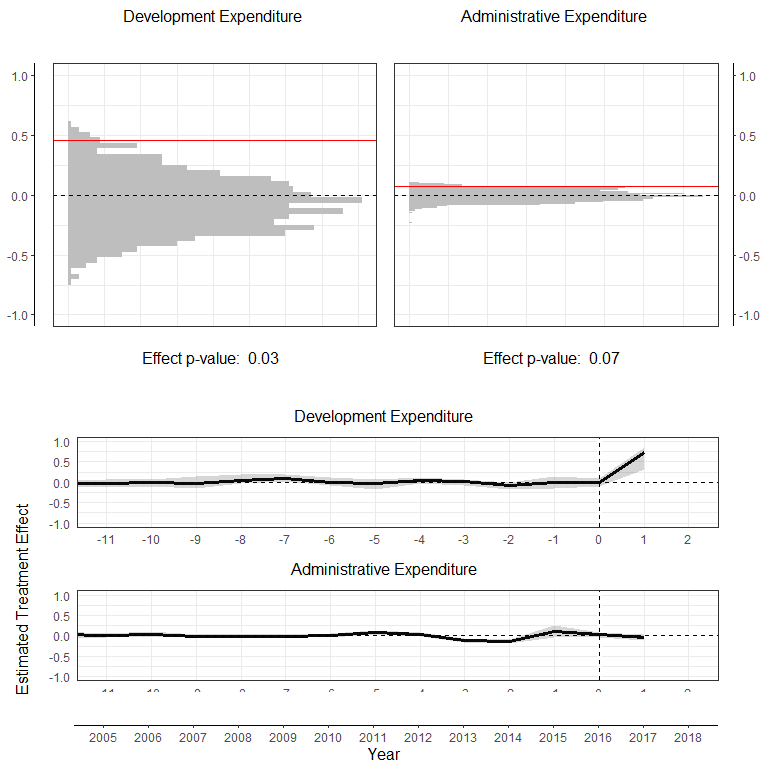 Development Expenditure Administrative Expenditure
1.0 1.0
0.5 0.5
0.0 0.0
-0.5 -0.5
-1.0 -1.0
Effect p-value: 0.03 Effect p-value: 0.07
Development Expenditure
1.0
0.5
0.0
-0.5
-1.0
-11 -10 -9 -8 -7 -6 -5 -4 -3 -2 -1 0 1 2
Estimated Treatment Effect
Administrative Expenditure
1.0
0.5
0.0
-0.5
-1.0
2005 2006 2007 2008 2009 2010 2011 2012 2013 2014 2015 2016 2017 2018
Year